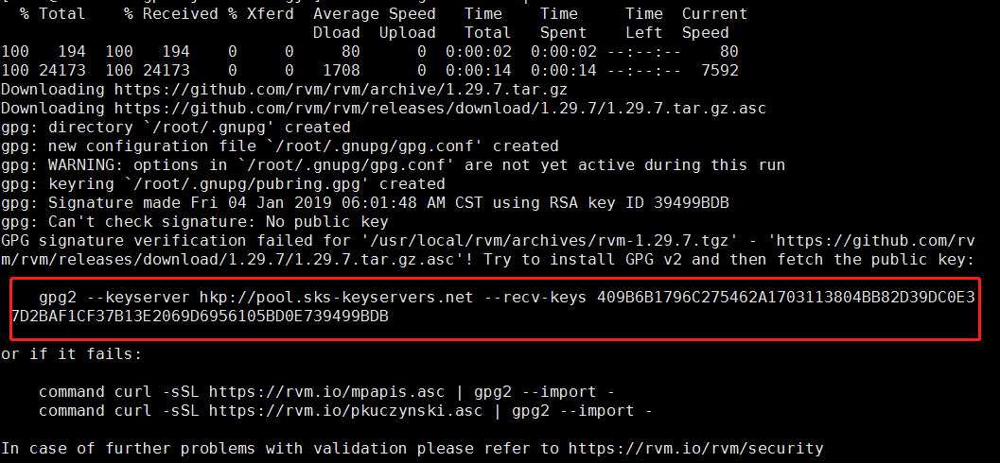 % Total    % Received % Xferd  Average Speed   Time    Time     Time  Current
                                 Dload  Upload   Total   Spent    Left  Speed
100   194  100   194    0     0     80      0  0:00:02  0:00:02 --:--:--    80
100 24173  100 24173    0     0   1708      0  0:00:14  0:00:14 --:--:--  7592
Downloading https://github.com/rvm/rvm/archive/1.29.7.tar.gz
Downloading https://github.com/rvm/rvm/releases/download/1.29.7/1.29.7.tar.gz.asc
gpg: directory `/root/.gnupg' created
gpg: new configuration file `/root/.gnupg/gpg.conf' created
gpg: WARNING: options in `/root/.gnupg/gpg.conf' are not yet active during this run
gpg: keyring `/root/.gnupg/pubring.gpg' created
gpg: Signature made Fri 04 Jan 2019 06:01:48 AM CST using RSA key ID 39499BDB
gpg: Can't check signature: No public key
GPG signature verification failed for '/usr/local/rvm/archives/rvm-1.29.7.tgz' - 'https://github.com/rv
m/rvm/releases/download/1.29.7/1.29.7.tar.gz.asc'! Try to install GPG v2 and then fetch the public key:
    gpg2 --keyserver hkp://pool.sks-keyservers.net --recv-keys 409B6B1796C275462A1703113804BB82D39DC0E3
7D2BAF1CF37B13E2069D6956105BD0E739499BDB
or if it fails:
    command curl -sSL https://rvm.io/mpapis.asc | gpg2 --import -
    command curl -sSL https://rvm.io/pkuczynski.asc | gpg2 --import -
In case of further problems with validation please refer to https://rvm.io/rvm/security